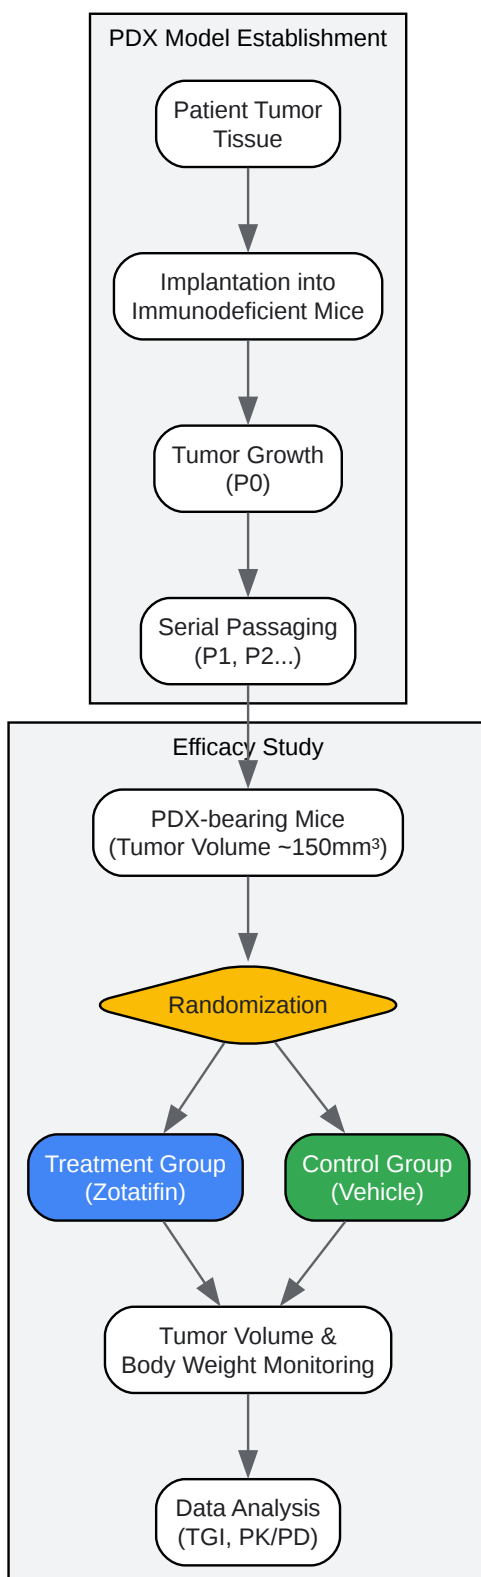 PDX Model Establishment
Patient Tumor
Tissue
Implantation into
Immunodeficient Mice
Tumor Growth
(P0)
Serial Passaging
(P1, P2...)
Efficacy Study
PDX-bearing Mice
(Tumor Volume ~150mm³)
Randomization
Treatment Group
(Zotatifin)
Control Group
(Vehicle)
Tumor Volume &
Body Weight Monitoring
Data Analysis
(TGI, PK/PD)